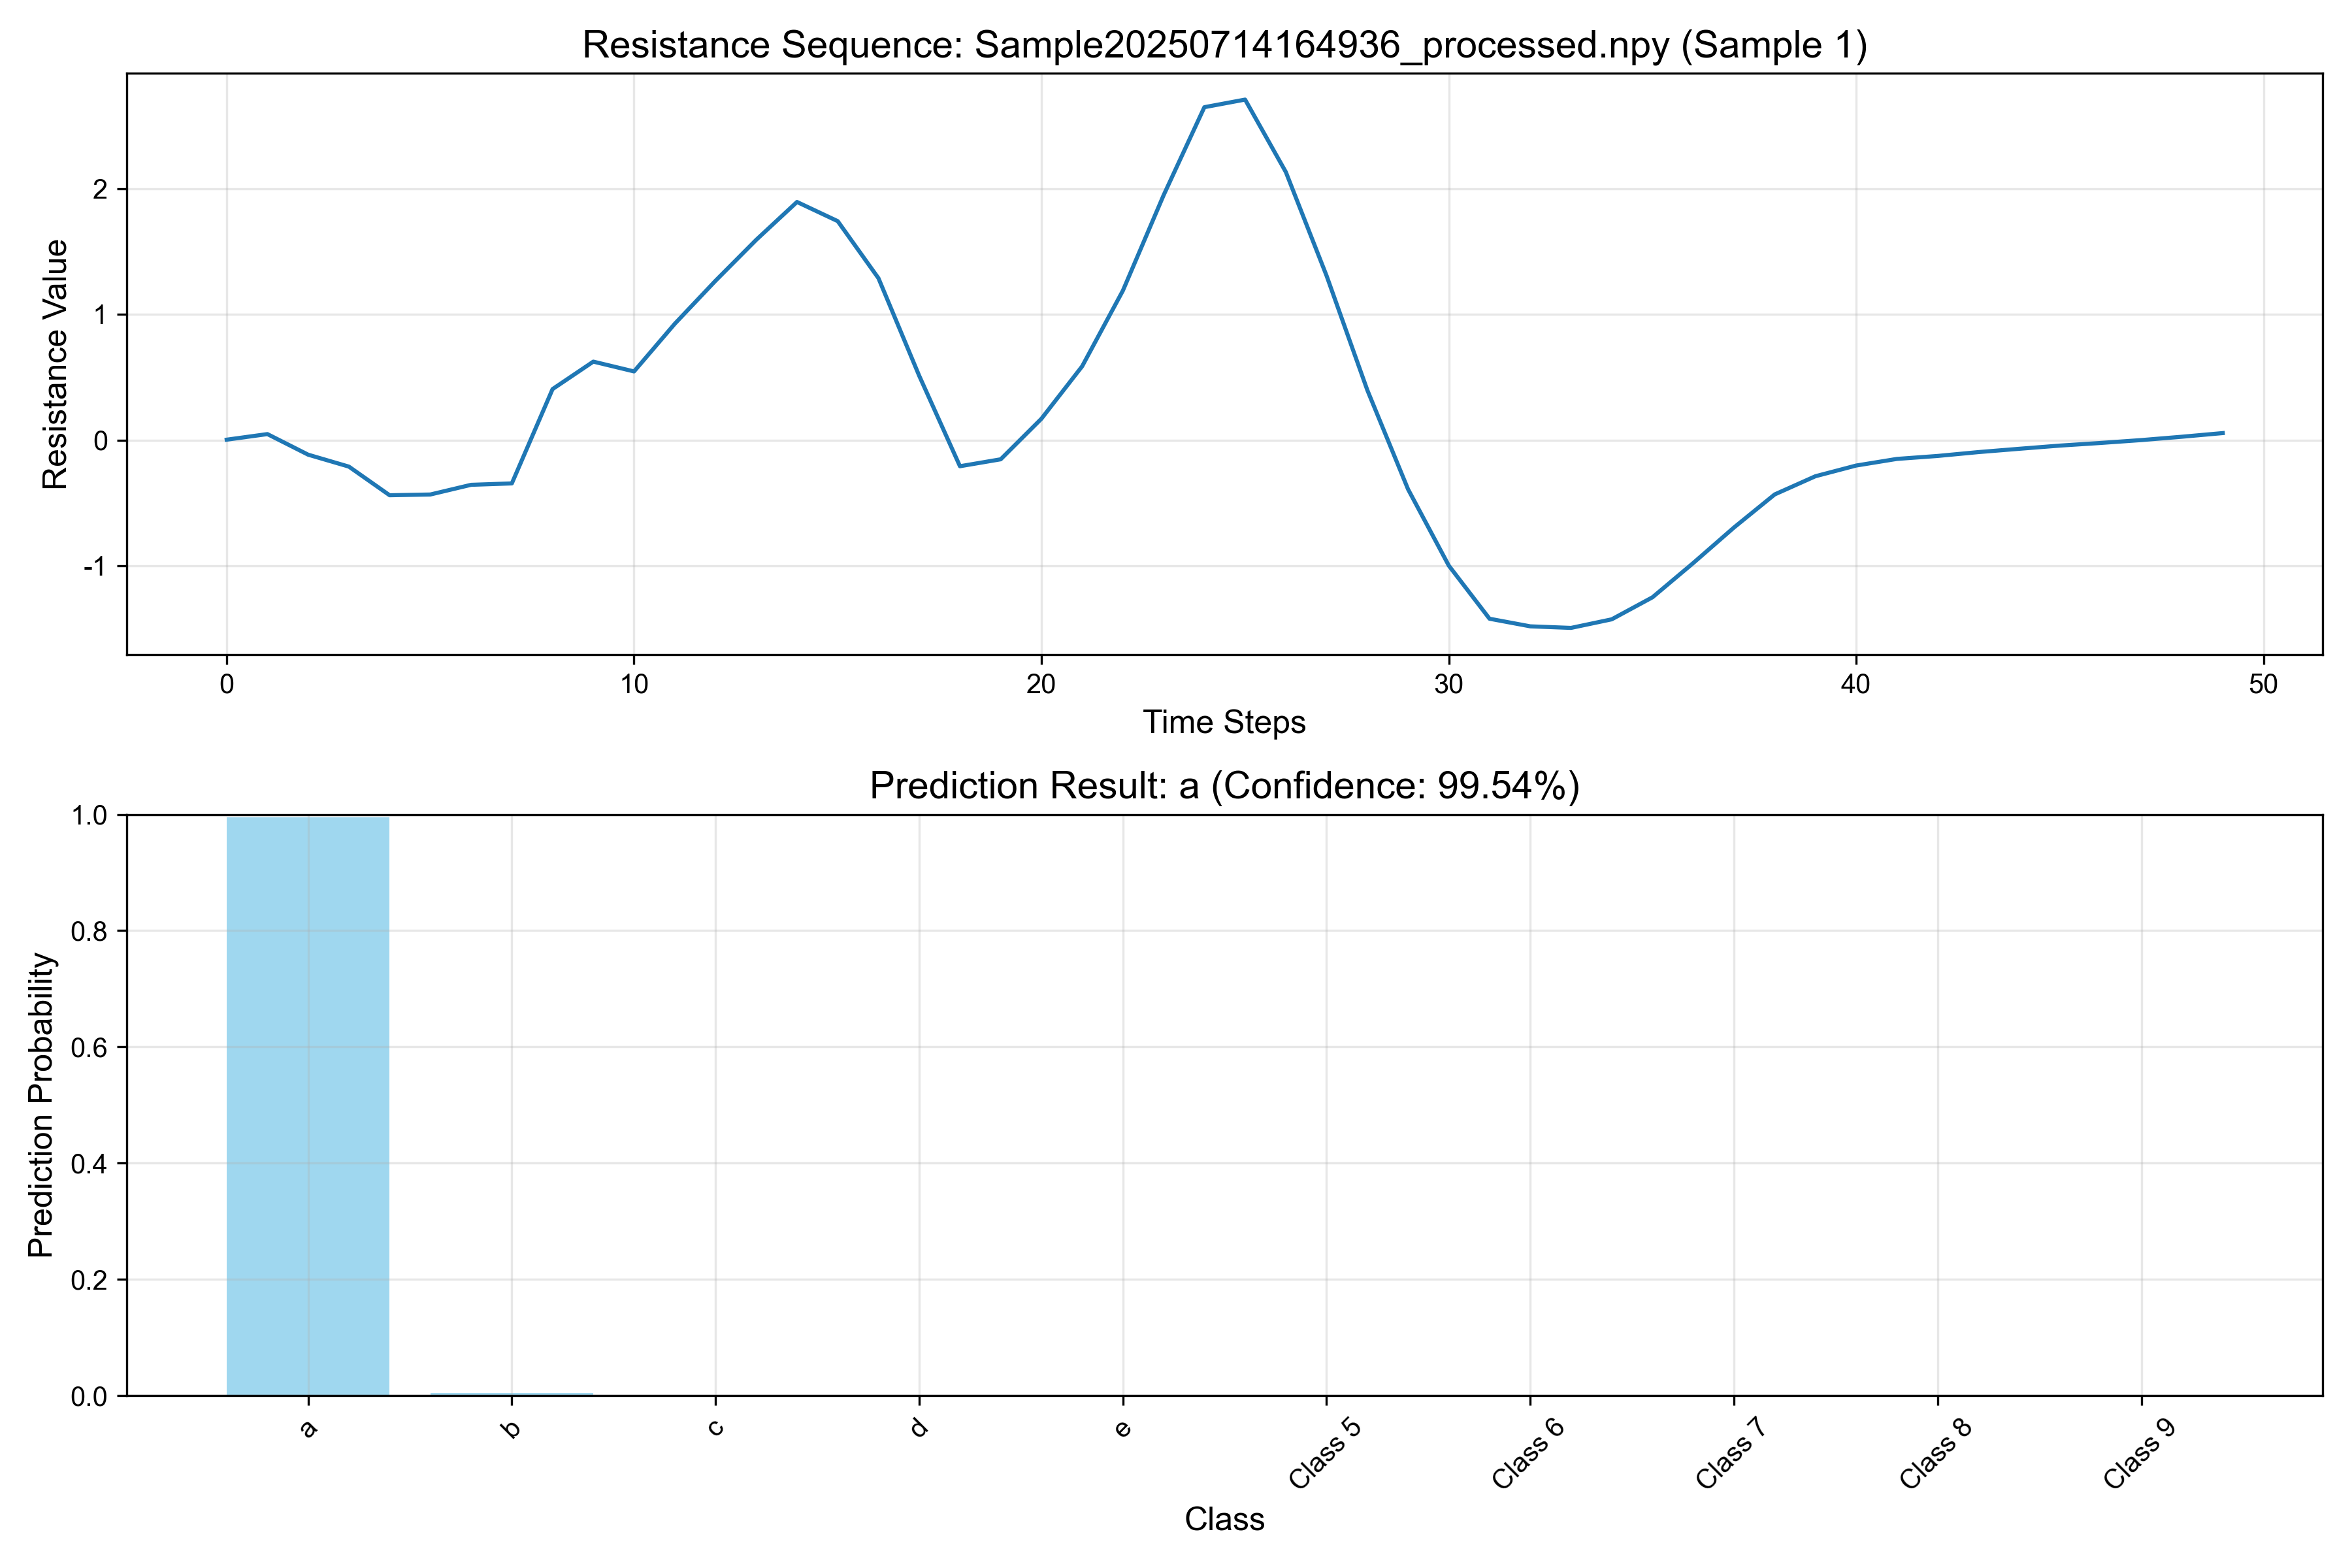 Resistance Sequence: Sample20250714164936_processed.npy (Sample 1)
Resistance Value
2
1
0
-1
0 10 20 30 40 50
Time Steps
Prediction Result: a (Confidence: 99.54%)
Prediction Probability
1.0
0.8
0.6
0.4
0.2
0.0
a b c d e Class 5 Class 6 Class 7 Class 8 Class 9
Class